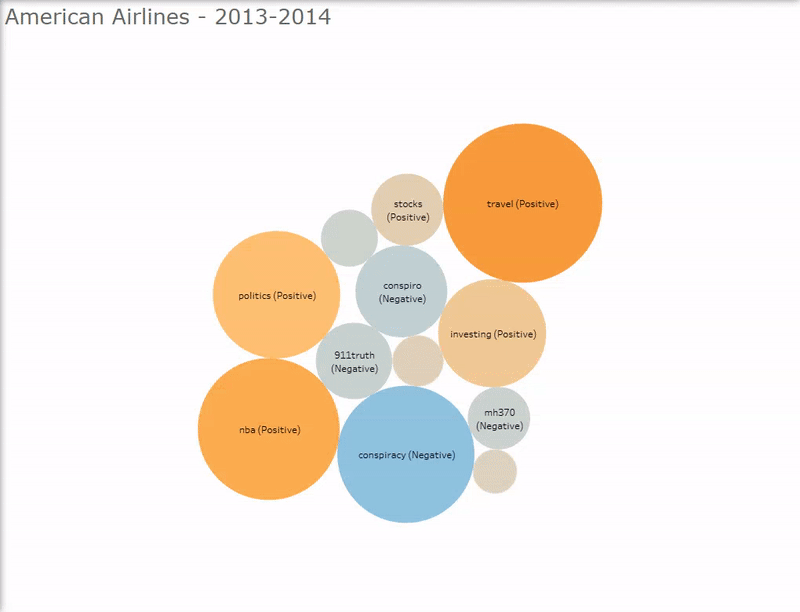 American Airlines - 2013-2014
stocks
(Positive)
travel (Positive)
conspiro
(Negative)
politics (Positive)
investing (Positive)
911truth
(Negative)
mh370
(Negative)
nba (Positive)
conspiracy (Negative)